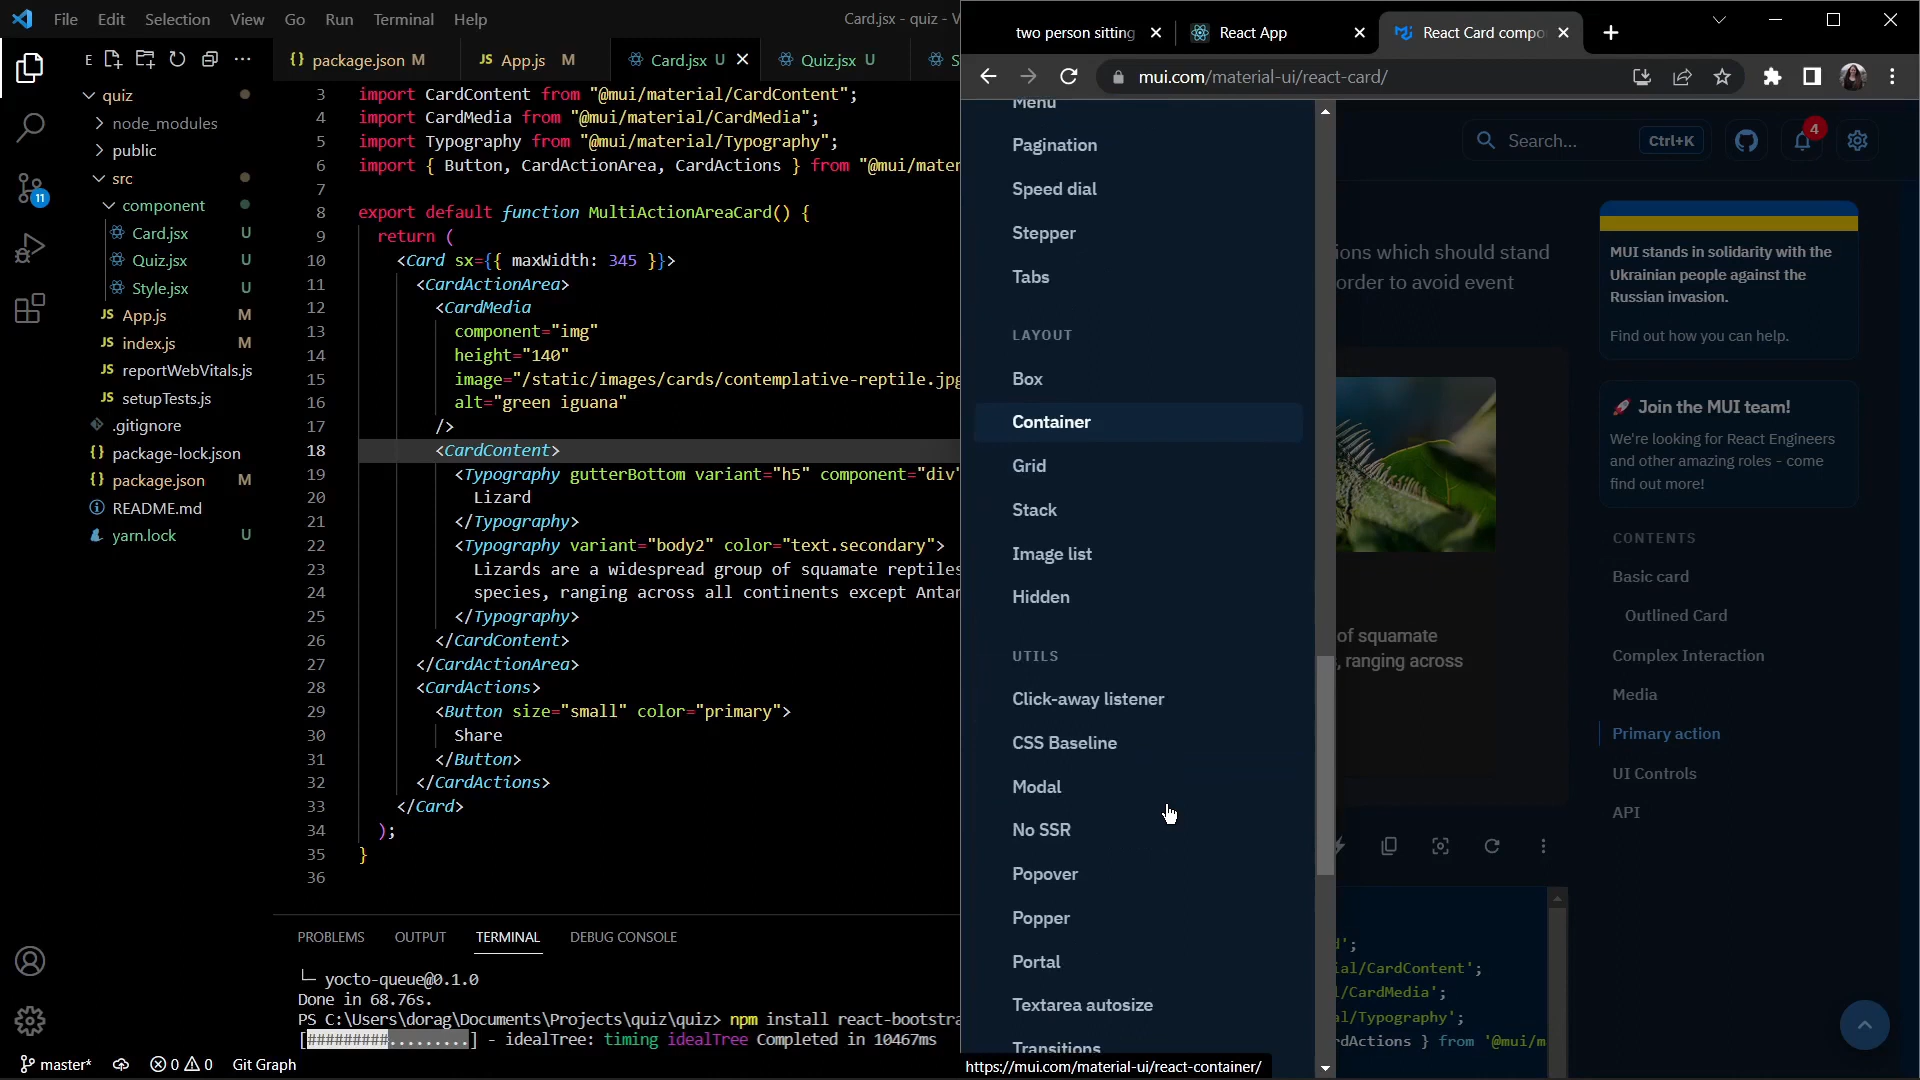 File Edit Selection View Go Run Terminal Help
Card.jsx - quiz - V
E
quiz
node_modules
public
src
component
Card.jsx U
Quiz.jsx U
Style.jsx U
JS App.js M
JS index.js M
JS reportWebVitals.js
JS setupTests.js
.gitignore
{} package-lock.json
{} package.json M
README.md
yarn.lock U
11
{} package.json M
JS App.js M
Card.jsx U
Quiz.jsx U
S
3 import CardContent from "@mui/material/CardContent";
4 import CardMedia from "@mui/material/CardMedia";
5 import Typography from "@mui/material/Typography";
6 import { Button, CardActionArea, CardActions } from "@mui/mater
7
8 export default function MultiActionAreaCard() {
9 return (
10 <Card sx={{ maxWidth: 345 }}>
11 <CardActionArea>
12 <CardMedia
13 component="img"
14 height="140"
15 image="/static/images/cards/contemplative-reptile.jpg
16 alt="green iguana"
17 />
18 <CardContent>
19 <Typography gutterBottom variant="h5" component="div"
20 Lizard
21 </Typography>
22 <Typography variant="body2" color="text.secondary">
23 Lizards are a widespread group of squamate reptiles
24 species, ranging across all continents except Antar
25 </Typography>
26 </CardContent>
27 </CardActionArea>
28 <CardActions>
29 <Button size="small" color="primary">
30 Share
31 </Button>
32 </CardActions>
33 </Card>
34 );
35 }
36
PROBLEMS OUTPUT TERMINAL DEBUG CONSOLE
└─ yocto-queue@0.1.0
Done in 68.76s.
PS C:\Users\dorag\Documents\Projects\quiz\quiz> npm install react-bootstra
[#########.........] - idealTree: timing idealTree Completed in 10467ms
master* 0 0 Git Graph
two person sitting
React App
React Card compo
mui.com/material-ui/react-card/
Menu
Pagination
Speed dial
Stepper
Tabs
LAYOUT
Box
Container
Grid
Stack
Image list
Hidden
UTILS
Click-away listener
CSS Baseline
Modal
No SSR
Popover
Popper
Portal
Textarea autosize
Transitions
https://mui.com/material-ui/react-container/
Search... Ctrl+K
4
ions which should stand
order to avoid event
of squamate
, ranging across
d';
ial/CardContent';
l/CardMedia';
al/Typography';
rdActions } from '@mui/m
MUI stands in solidarity with the
Ukrainian people against the
Russian invasion.
Find out how you can help.
🚀 Join the MUI team!
We're looking for React Engineers
and other amazing roles - come
find out more!
CONTENTS
Basic card
Outlined Card
Complex Interaction
Media
Primary action
UI Controls
API